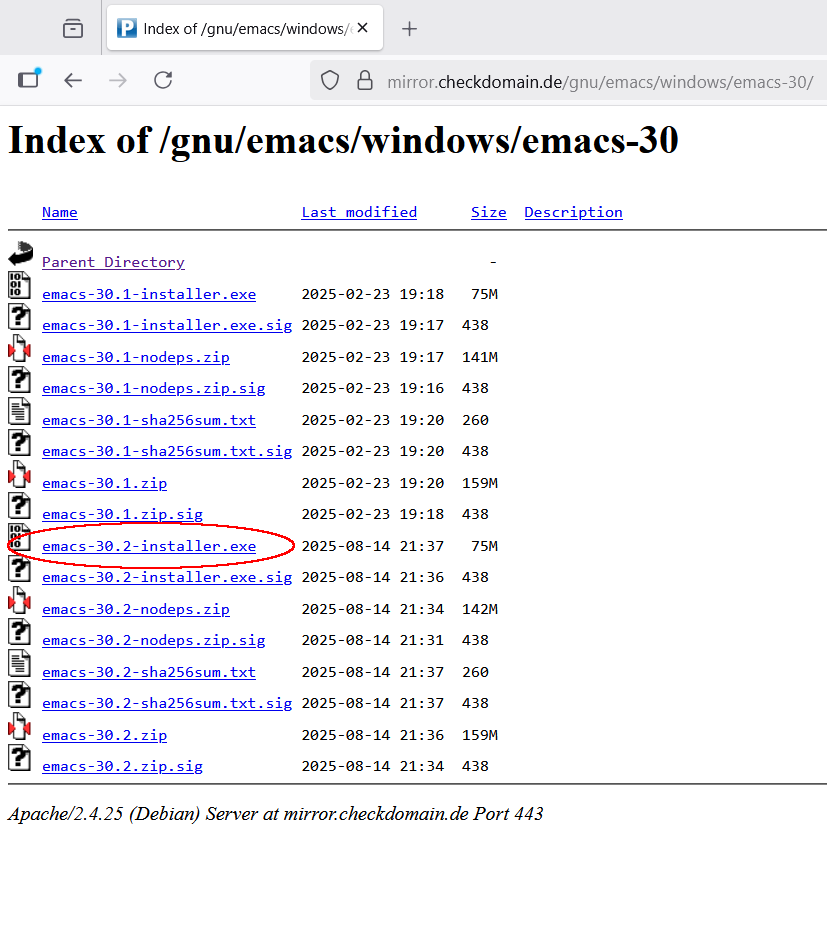 Index of /gnu/emacs/windows/
mirror.checkdomain.de/gnu/emacs/windows/emacs-30/
Index of /gnu/emacs/windows/emacs-30
Name Last modified Size Description
Parent Directory -
emacs-30.1-installer.exe 2025-02-23 19:18 75M
emacs-30.1-installer.exe.sig 2025-02-23 19:17 438
emacs-30.1-nodeps.zip 2025-02-23 19:17 141M
emacs-30.1-nodeps.zip.sig 2025-02-23 19:16 438
emacs-30.1-sha256sum.txt 2025-02-23 19:20 260
emacs-30.1-sha256sum.txt.sig 2025-02-23 19:20 438
emacs-30.1.zip 2025-02-23 19:20 159M
emacs-30.1.zip.sig 2025-02-23 19:18 438
emacs-30.2-installer.exe 2025-08-14 21:37 75M
emacs-30.2-installer.exe.sig 2025-08-14 21:36 438
emacs-30.2-nodeps.zip 2025-08-14 21:34 142M
emacs-30.2-nodeps.zip.sig 2025-08-14 21:31 438
emacs-30.2-sha256sum.txt 2025-08-14 21:37 260
emacs-30.2-sha256sum.txt.sig 2025-08-14 21:37 438
emacs-30.2.zip 2025-08-14 21:36 159M
emacs-30.2.zip.sig 2025-08-14 21:34 438
Apache/2.4.25 (Debian) Server at mirror.checkdomain.de Port 443